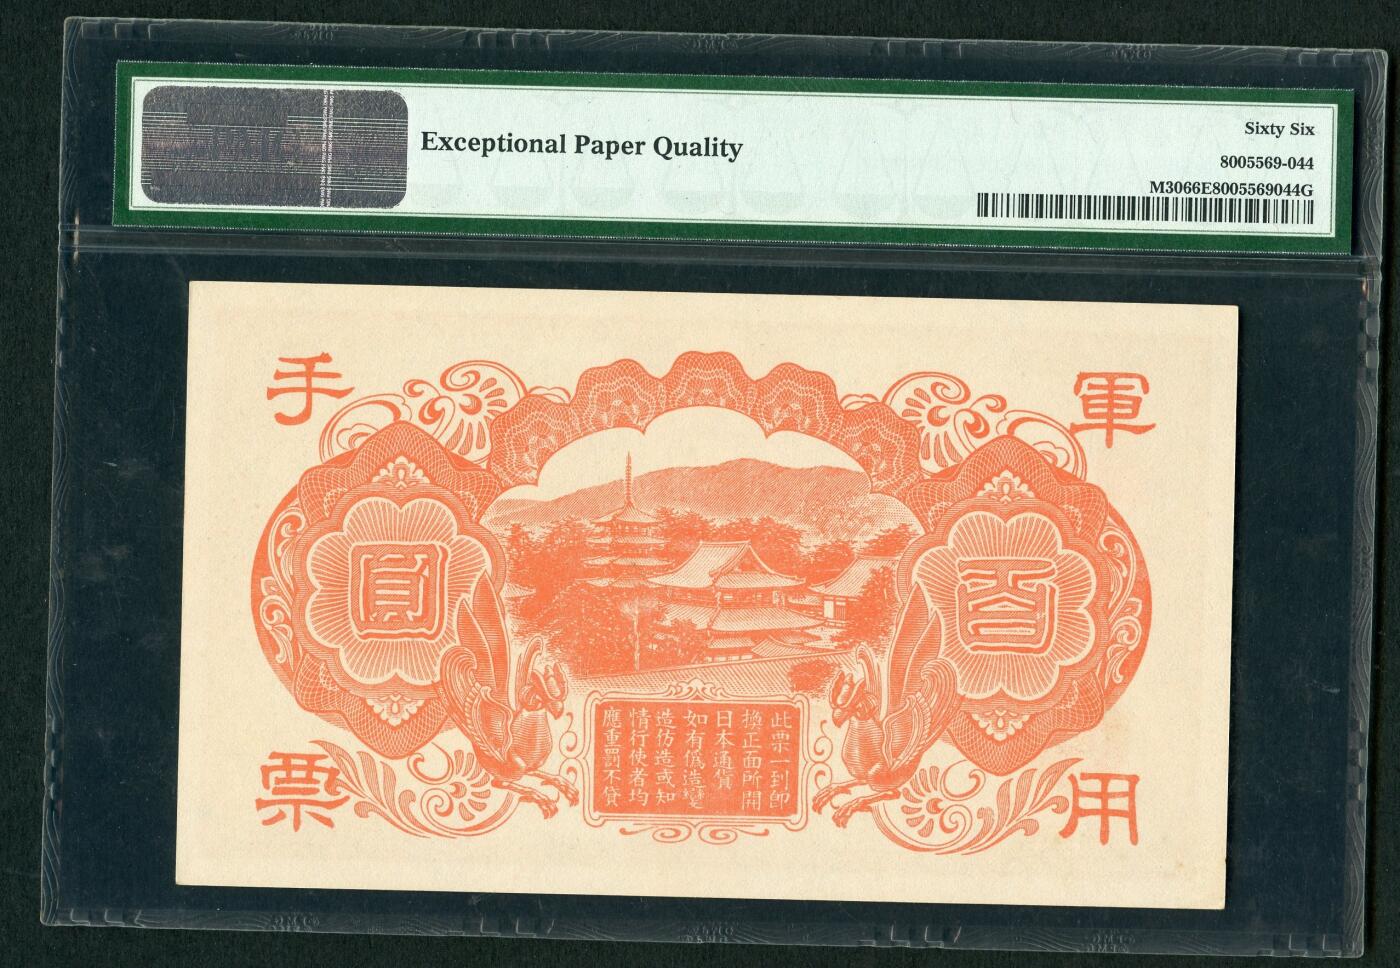 Exceptional Paper Quality
Sixty Six
8005569-044
M3066E8005569044G
軍用
手票
百
圓
此票一到即
換正面所開
日本通貨
如有偽造變
造仿造或知
情行使者均
應重罰不貸